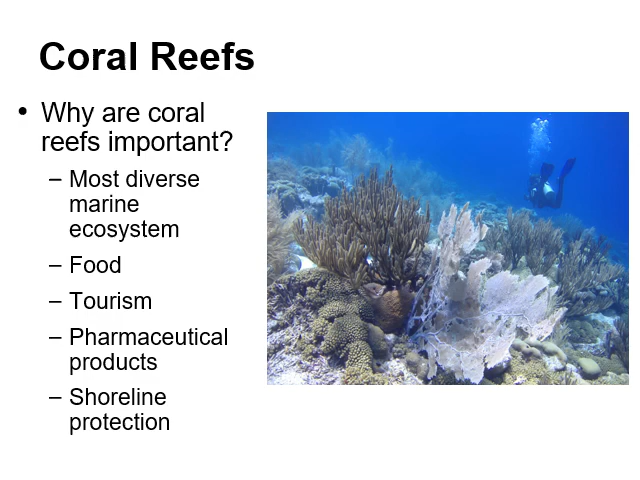 Coral Reefs
• Why are coral
reefs important?
– Most diverse
marine
ecosystem
– Food
– Tourism
– Pharmaceutical
products
– Shoreline
protection